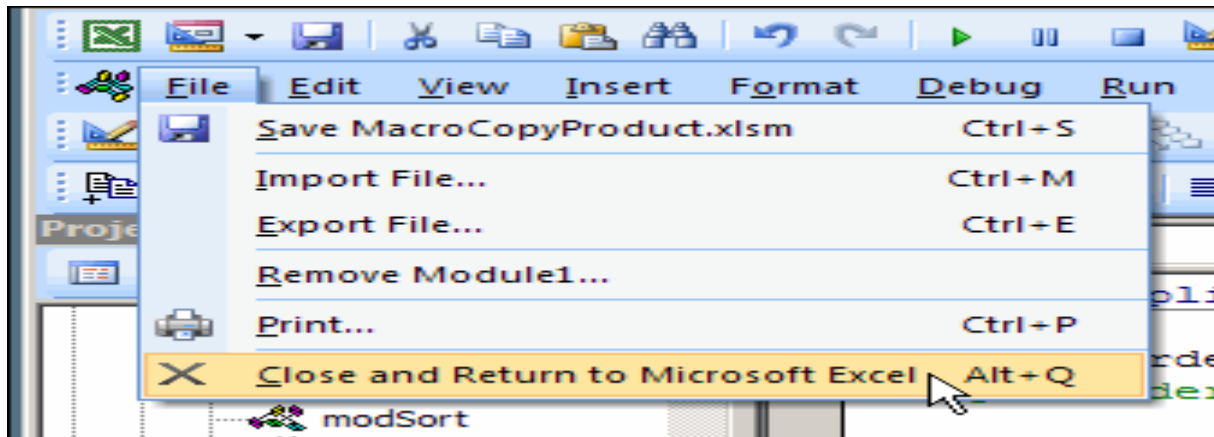 File Edit View Insert Format Debug Run
Save MacroCopyProduct.xlsm Ctrl+S
Import File... Ctrl+M
Export File... Ctrl+E
Proje
Remove Module1...
Print... Ctrl+P
Close and Return to Microsoft Excel Alt+Q
modSort